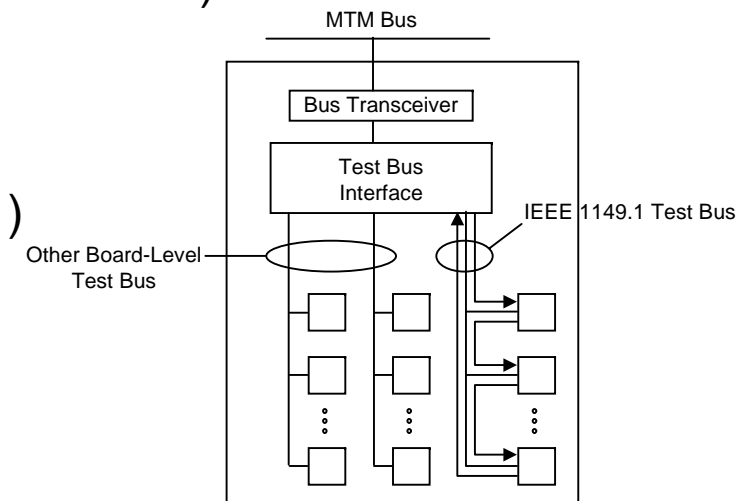 )
MTM Bus
Bus Transceiver
Test Bus
Interface
)
IEEE 1149.1 Test Bus
Other Board-Level
Test Bus